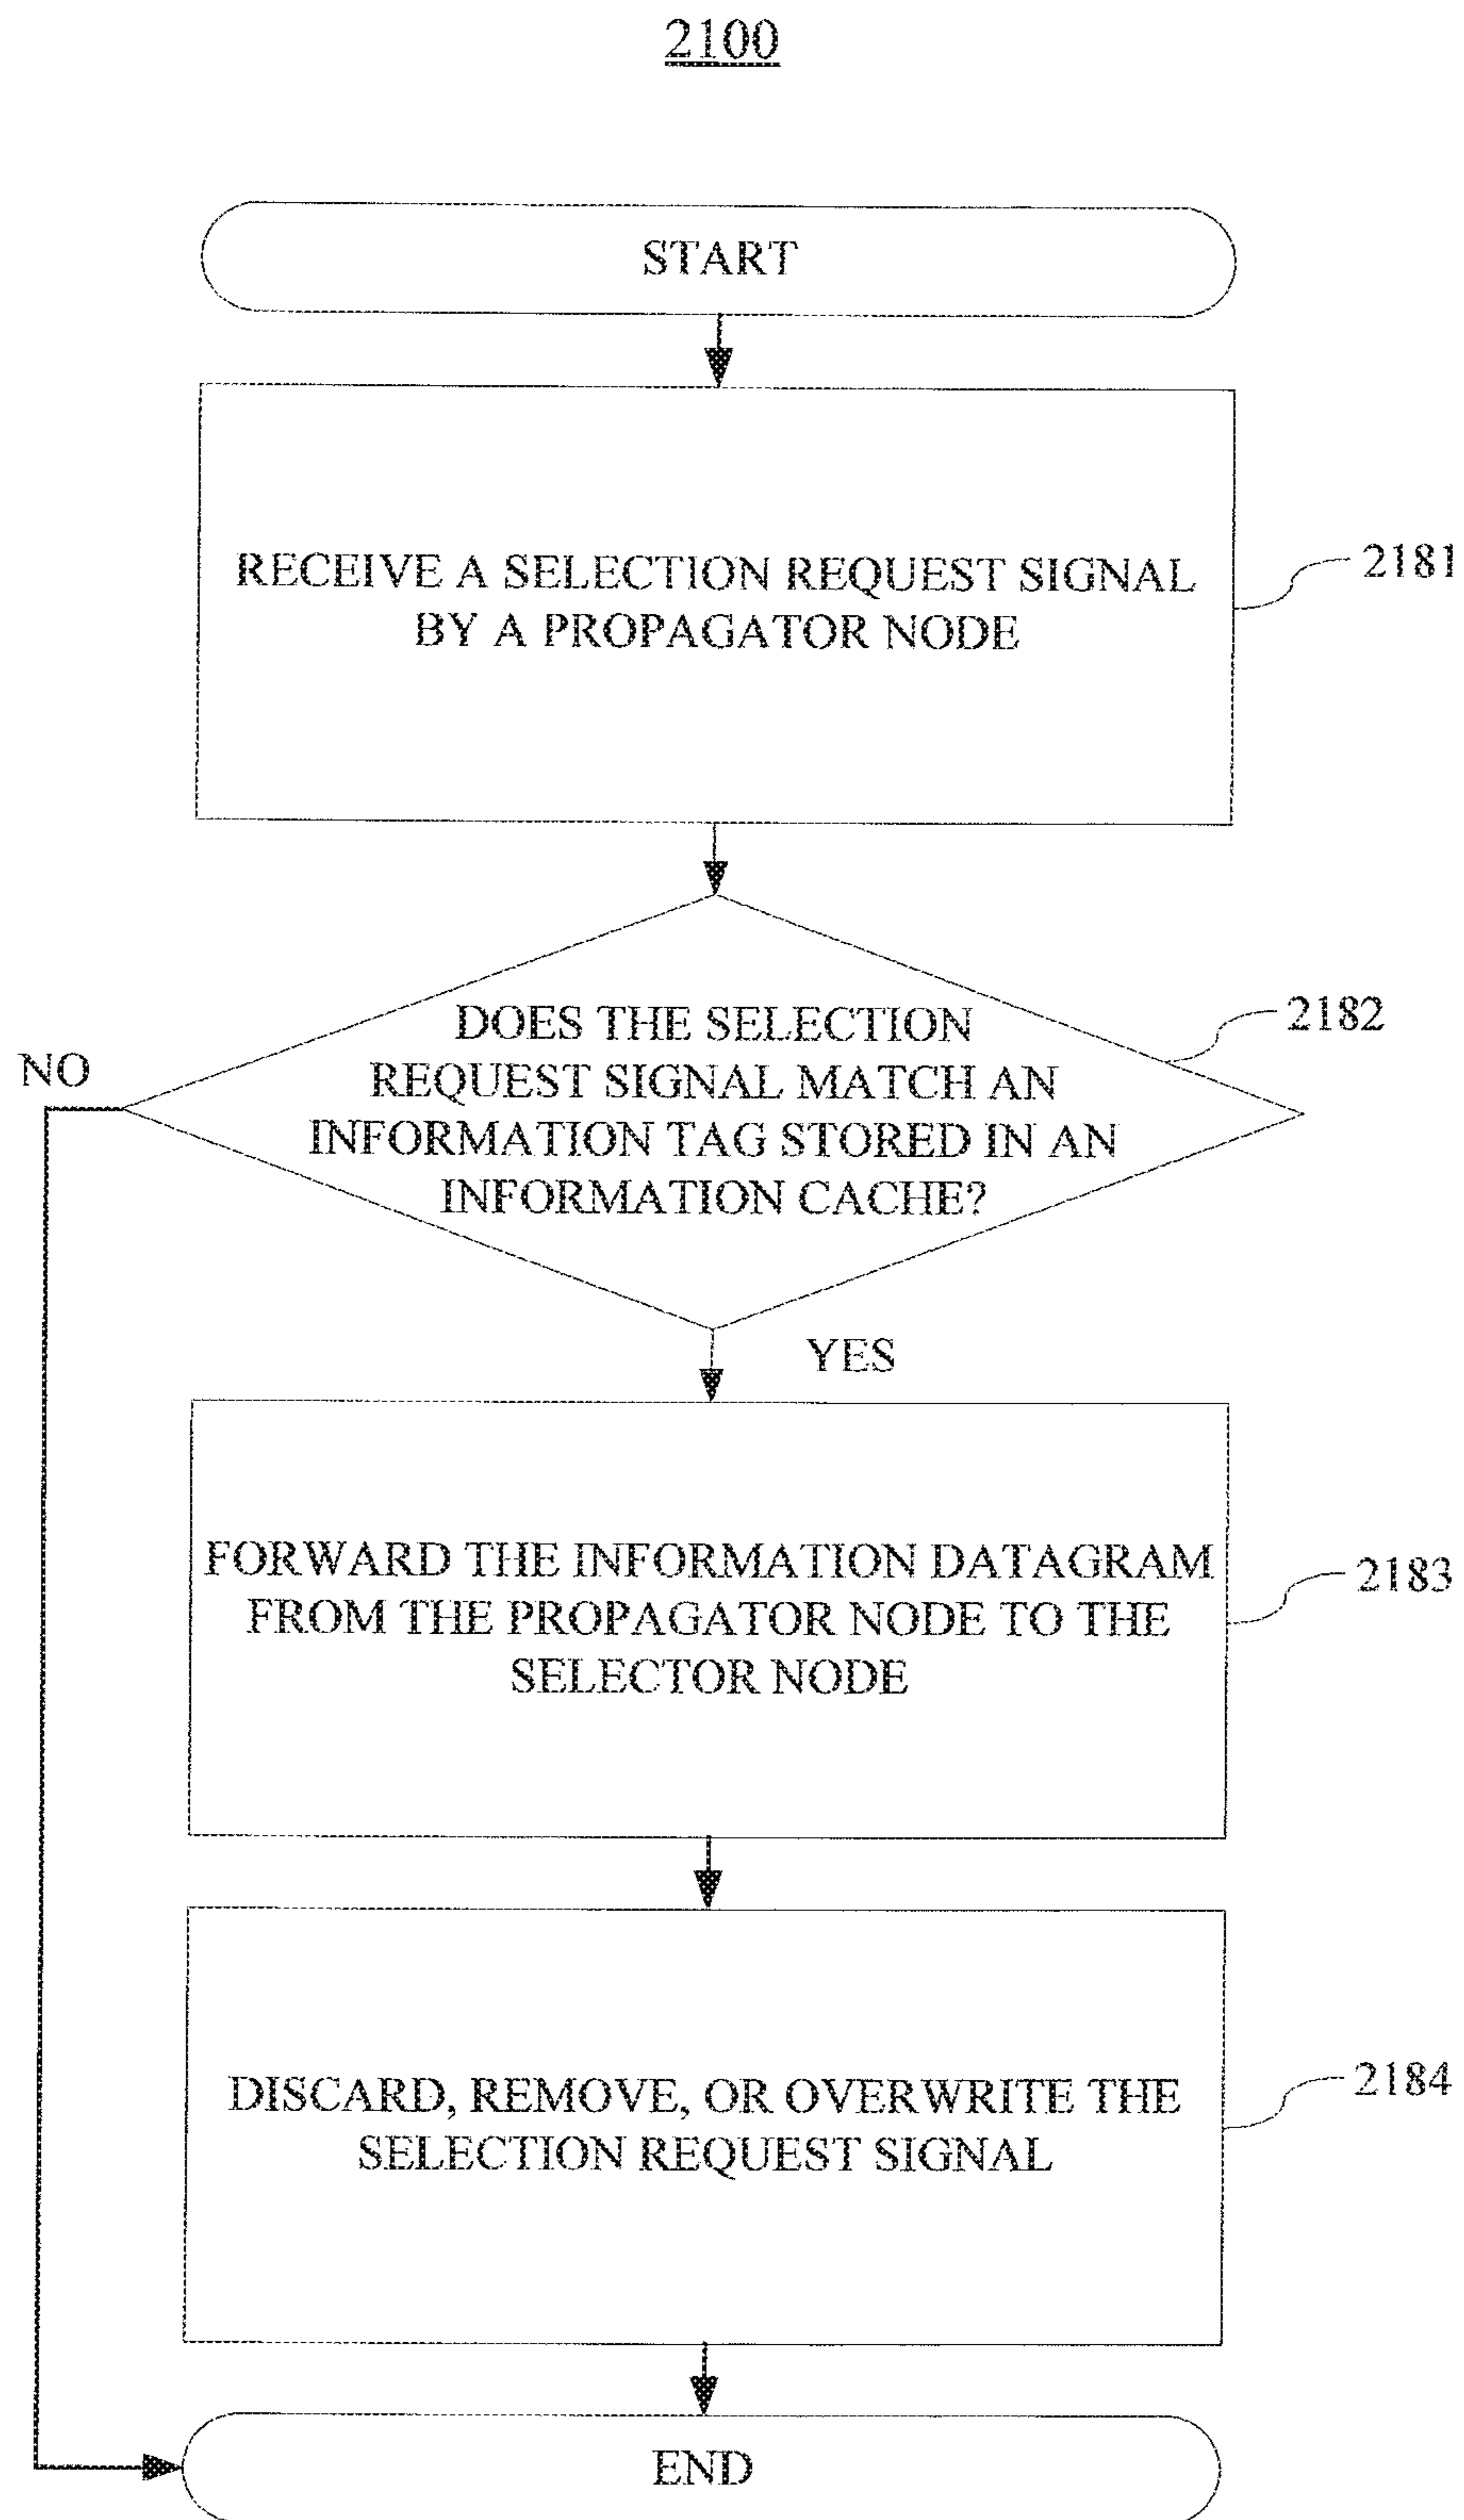 2100
START
RECEIVE A SELECTION REQUEST SIGNAL
BY A PROPAGATOR NODE
2181
DOES THE SELECTION
REQUEST SIGNAL MATCH AN
INFORMATION TAG STORED IN AN
INFORMATION CACHE?
2182
NO
YES
FORWARD THE INFORMATION DATAGRAM
FROM THE PROPAGATOR NODE TO THE
SELECTOR NODE
2183
DISCARD, REMOVE, OR OVERWRITE THE
SELECTION REQUEST SIGNAL
2184
END